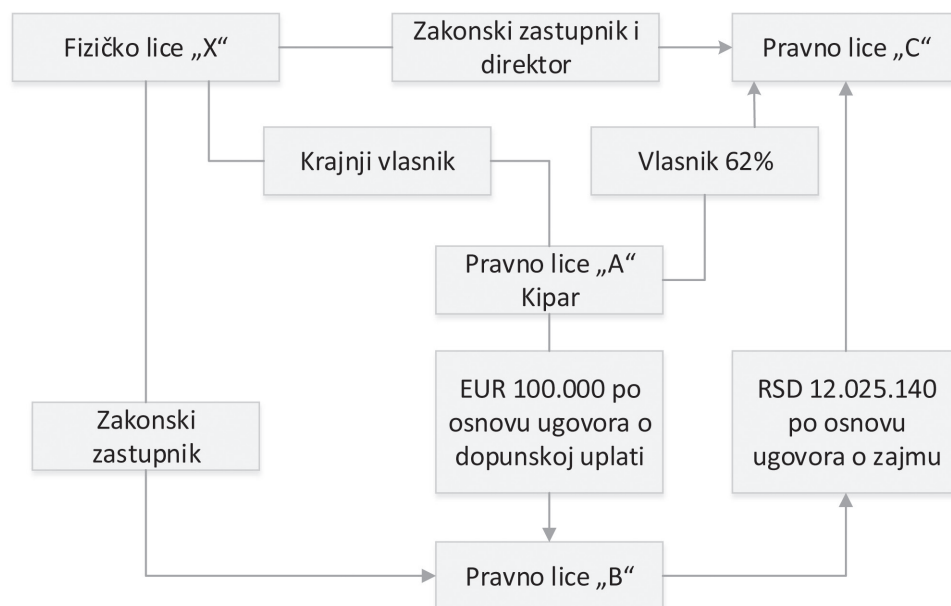 Fizičko lice „X“
Zakonski zastupnik i
direktor
Pravno lice „C“
Krajnji vlasnik
Vlasnik 62%
Pravno lice „A“
Kipar
EUR 100.000 po
osnovu ugovora o
dopunskoj uplati
RSD 12.025.140
po osnovu
ugovora o zajmu
Zakonski
zastupnik
Pravno lice „B“